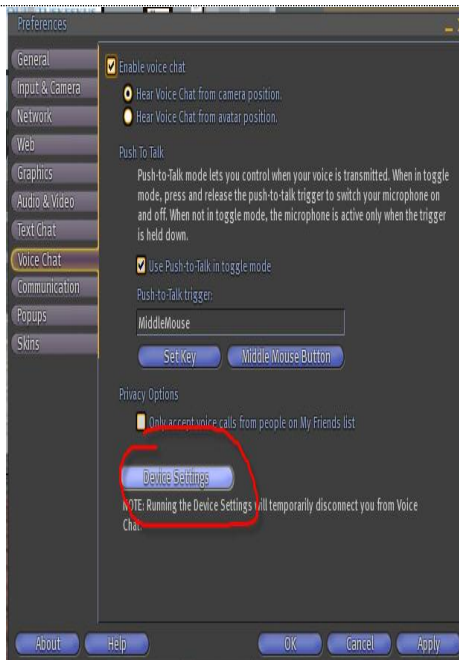 Preferences
General
Input & Camera
Network
Web
Graphics
Audio & Video
Text Chat
Voice Chat
Communication
Popups
Skins
Enable voice chat
Hear Voice Chat from camera position.
Hear Voice Chat from avatar position.
Push To Talk
Push-to-Talk mode lets you control when your voice is transmitted. When in toggle
mode, press and release the push-to-talk trigger to switch your microphone on
and off. When not in toggle mode, the microphone is active only when the trigger
is held down.
Use Push-to-Talk in toggle mode
Push-to-Talk trigger:
MiddleMouse
Set Key
Middle Mouse Button
Privacy Options
Only accept voice calls from people on My Friends list
Device Settings
NOTE: Running the Device Settings will temporarily disconnect you from Voice
Chat.
About
Help
OK
Cancel
Apply